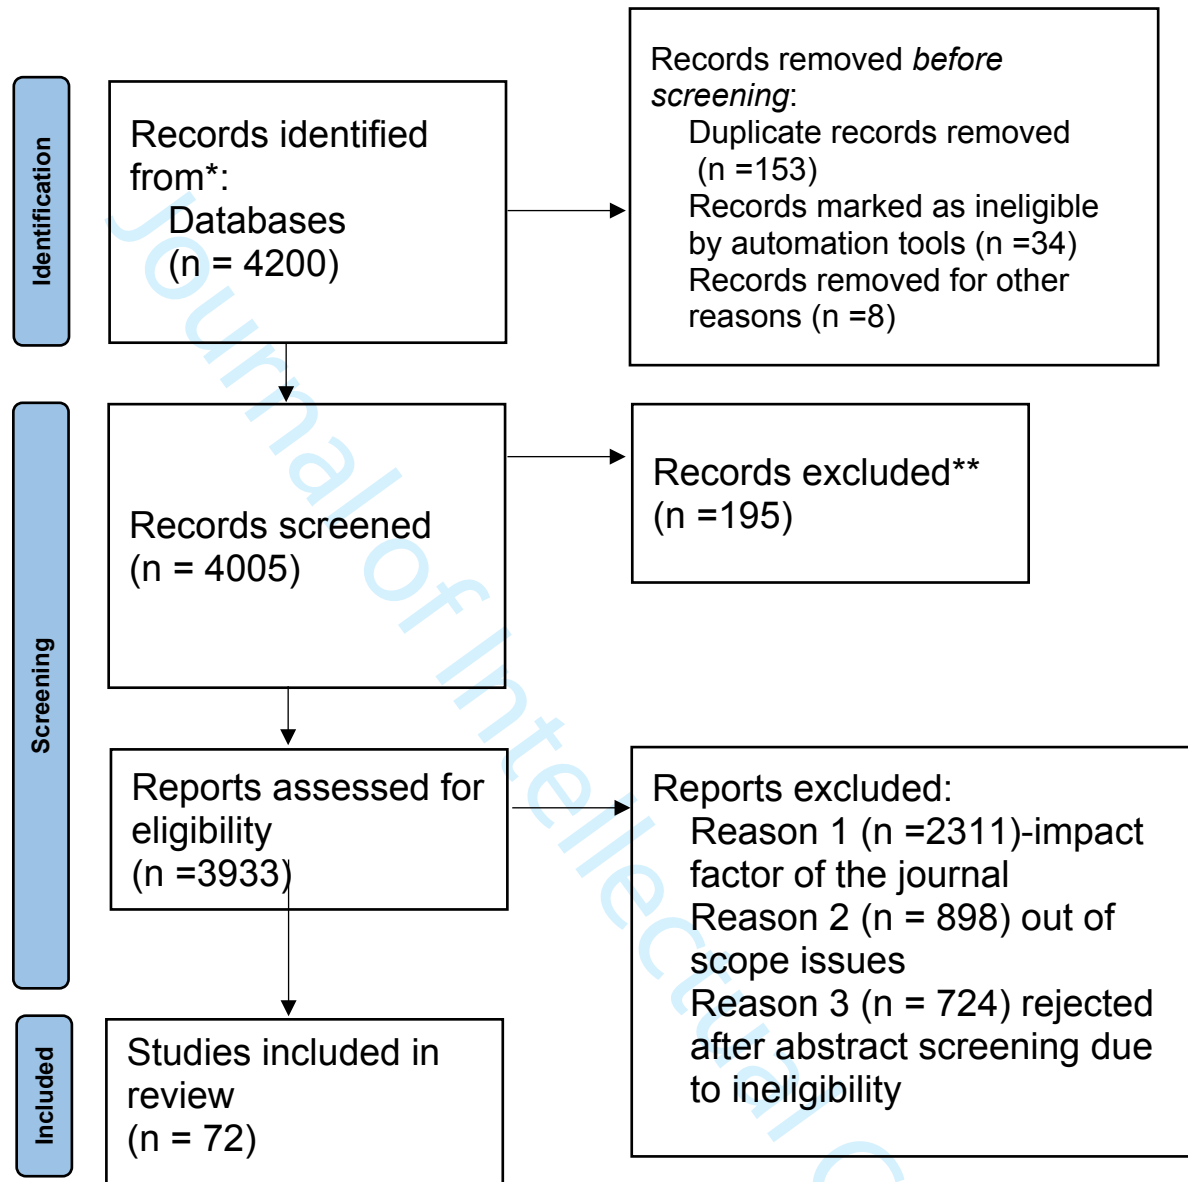 Identification
Records identified
from*:
Databases
(n = 4200)
Records removed before
screening:
Duplicate records removed
(n =153)
Records marked as ineligible
by automation tools (n =34)
Records removed for other
reasons (n =8)
Screening
Records screened
(n = 4005)
Records excluded**
(n =195)
Reports assessed for
eligibility
(n =3933)
Reports excluded:
Reason 1 (n =2311)-impact
factor of the journal
Reason 2 (n = 898) out of
scope issues
Reason 3 (n = 724) rejected
after abstract screening due
to ineligibility
Included
Studies included in
review
(n = 72)
Journal of Intellectual C